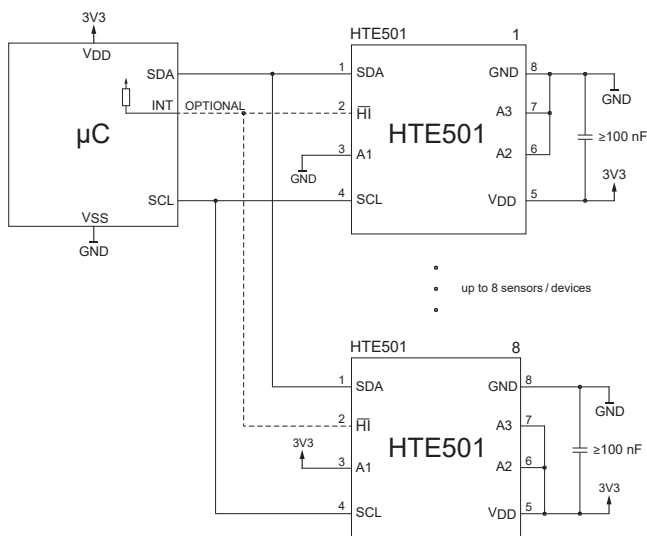 3V3
VDD
SDA
INT
OPTIONAL
µC
SCL
VSS
GND
HTE501
1
1
SDA
2
HI
3
A1
GND
4
SCL
HTE501
GND
8
GND
A3
7
≥100 nF
A2
6
3V3
VDD
5
up to 8 sensors / devices
HTE501
8
1
SDA
2
HI
3V3
3
A1
4
SCL
HTE501
GND
8
GND
A3
7
≥100 nF
A2
6
3V3
VDD
5